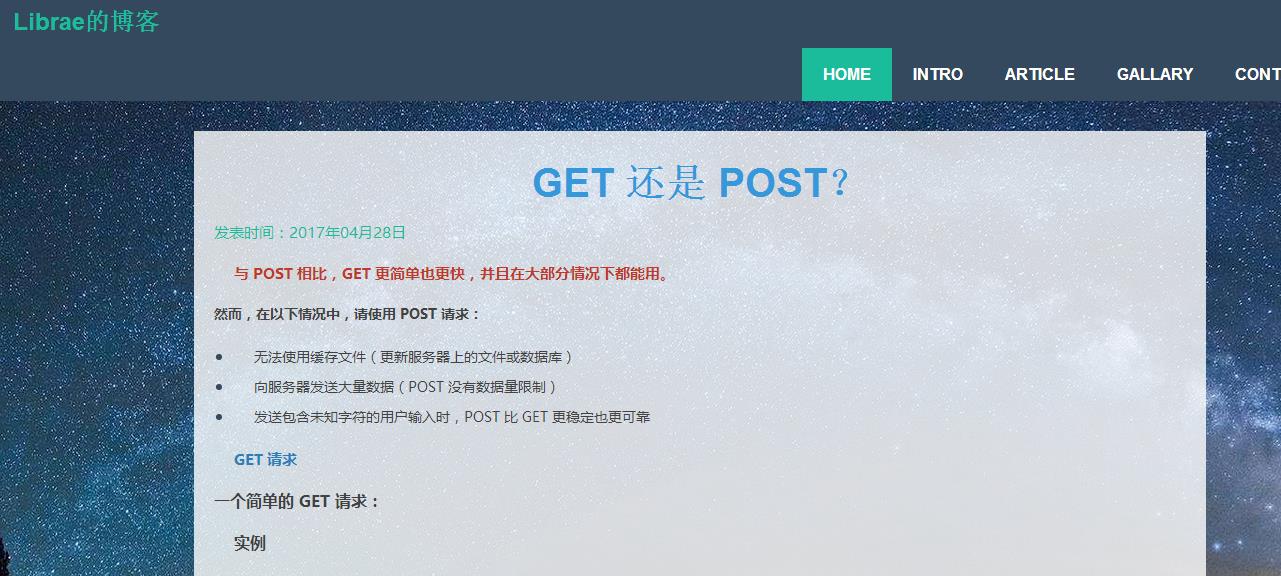 Librae的博客
HOME INTRO ARTICLE GALLARY CONT
GET 还是 POST？
发表时间：2017年04月28日
与 POST 相比，GET 更简单也更快，并且在大部分情况下都能用。
然而，在以下情况中，请使用 POST 请求：
无法使用缓存文件（更新服务器上的文件或数据库）
向服务器发送大量数据（POST 没有数据量限制）
发送包含未知字符的用户输入时，POST 比 GET 更稳定也更可靠
GET 请求
一个简单的 GET 请求：
实例